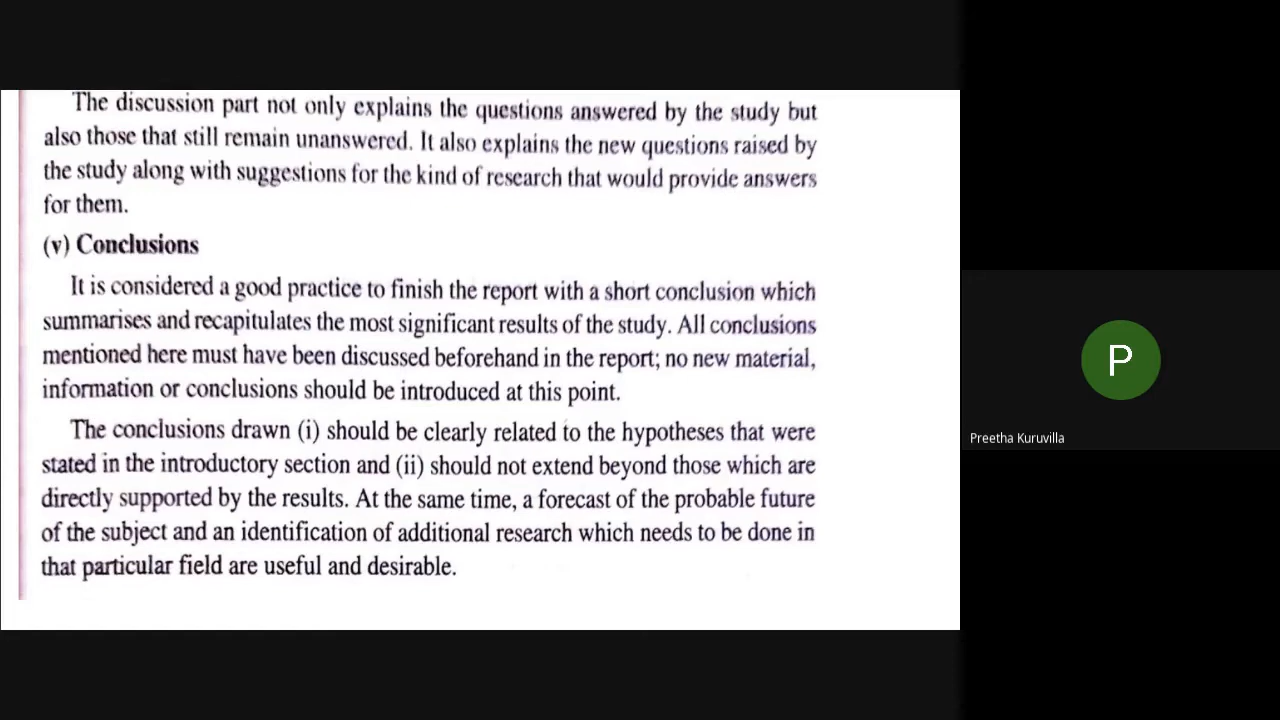 The discussion part not only explains the questions answered by the study but
also those that still remain unanswered. It also explains the new questions raised by
the study along with suggestions for the kind of research that would provide answers
for them.
(v) Conclusions
It is considered a good practice to finish the report with a short conclusion which
summarises and recapitulates the most significant results of the study. All conclusions
mentioned here must have been discussed beforehand in the report; no new material,
information or conclusions should be introduced at this point.
The conclusions drawn (i) should be clearly related to the hypotheses that were
stated in the introductory section and (ii) should not extend beyond those which are
directly supported by the results. At the same time, a forecast of the probable future
of the subject and an identification of additional research which needs to be done in
that particular field are useful and desirable.
P
Preetha Kuruvilla